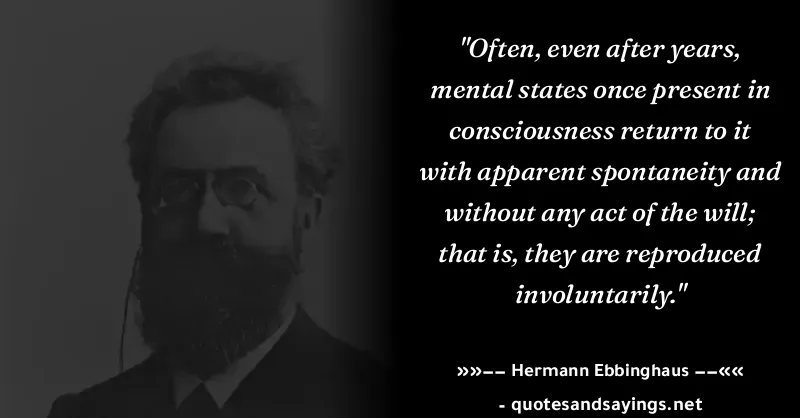 "Often, even after years,
mental states once present in
consciousness return to it
with apparent spontaneity and
without any act of the will;
that is, they are reproduced
involuntarily."
»»–– Hermann Ebbinghaus ––««
- quotesandsayings.net